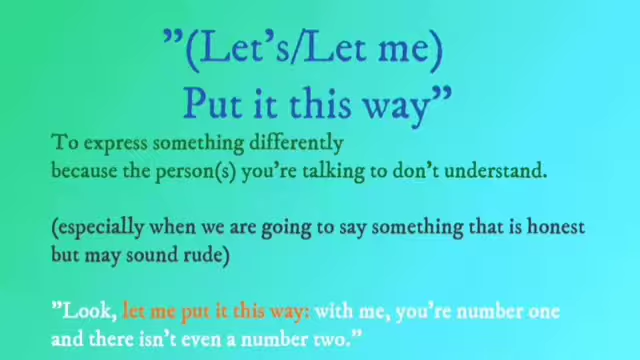 ”(Let’s/Let me)
Put it this way”
To express something differently
because the person(s) you’re talking to don’t understand.
(especially when we are going to say something that is honest
but may sound rude)
”Look, let me put it this way: with me, you’re number one
and there isn’t even a number two.”